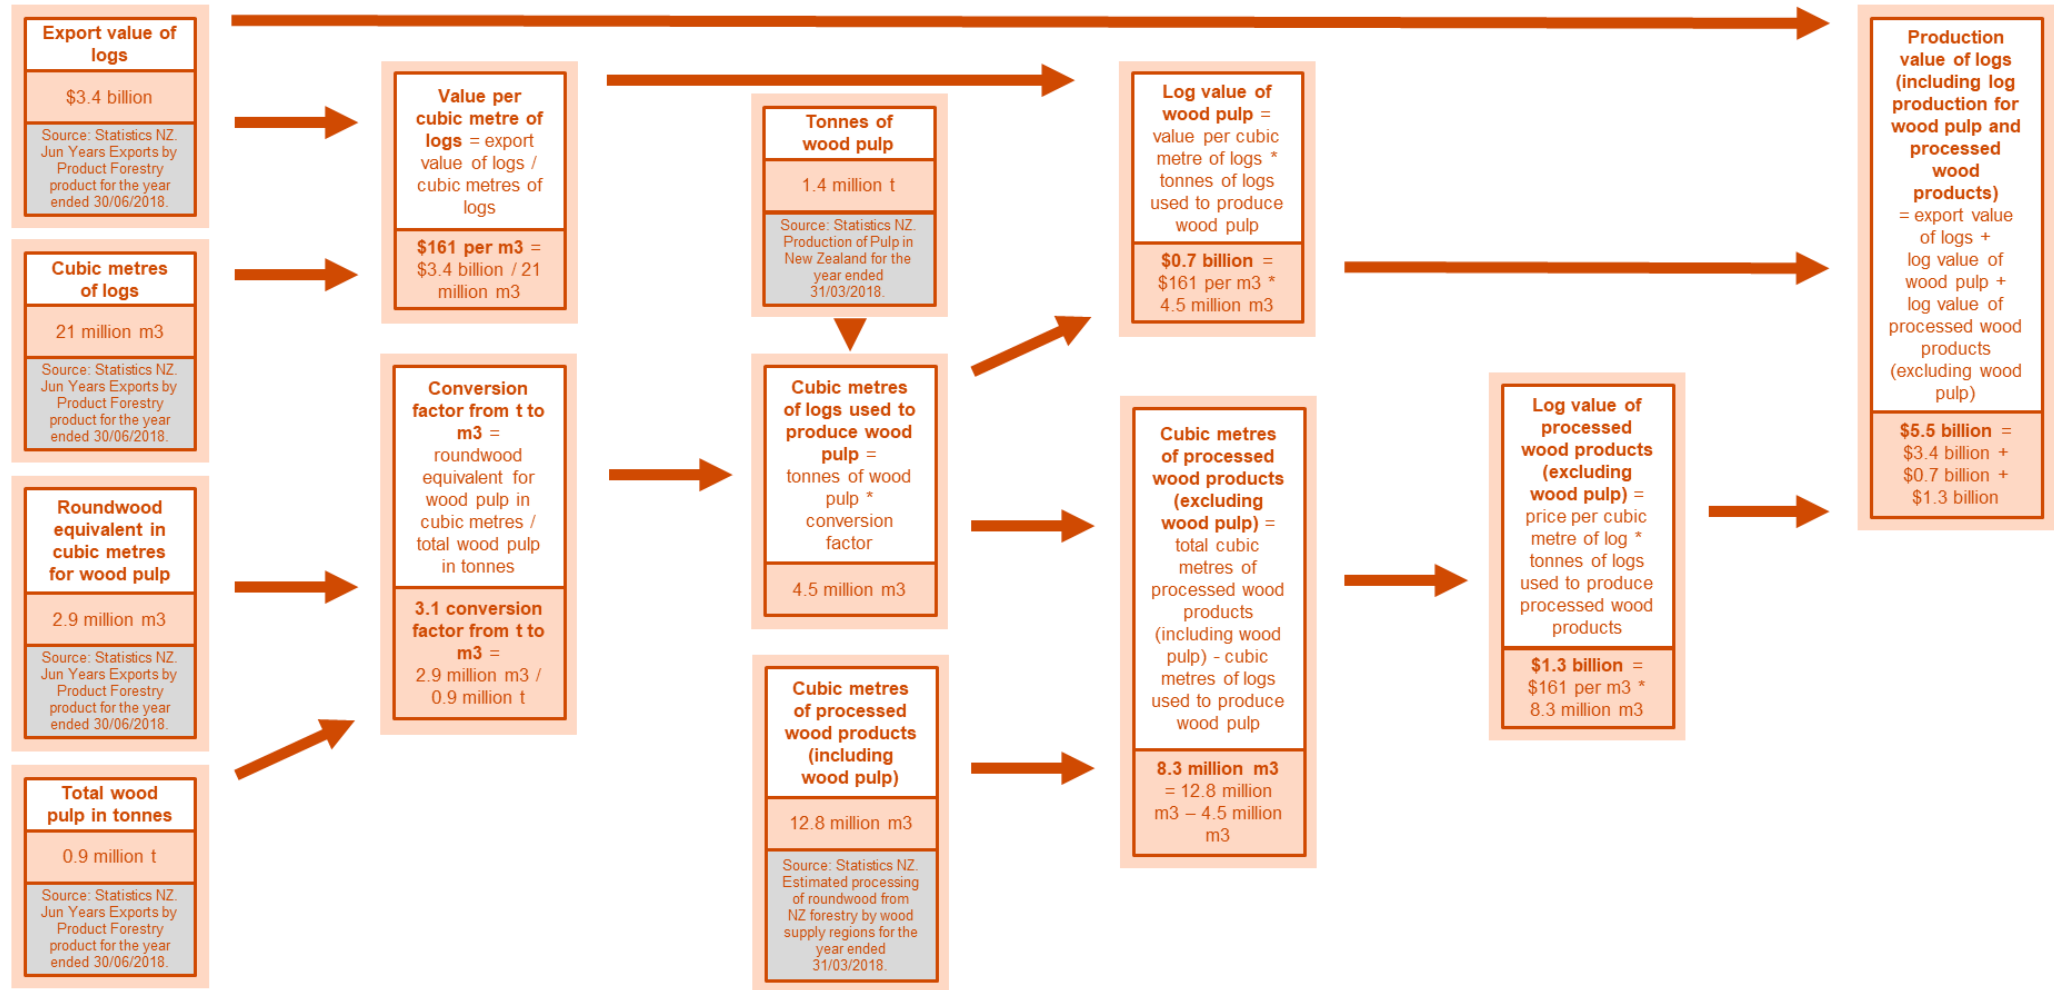 Export value of
logs
$3.4 billion
Source: Statistics NZ.
Jun Years Exports by
Product Forestry
product for the year
ended 30/06/2018.
Cubic metres
of logs
21 million m3
Source: Statistics NZ.
Jun Years Exports by
Product Forestry
product for the year
ended 30/06/2018.
Roundwood
equivalent in
cubic metres
for wood pulp
2.9 million m3
Source: Statistics NZ.
Jun Years Exports by
Product Forestry
product for the year
ended 30/06/2018.
Total wood
pulp in tonnes
0.9 million t
Source: Statistics NZ.
Jun Years Exports by
Product Forestry
product for the year
ended 30/06/2018.
Value per
cubic metre of
logs = export
value of logs /
cubic metres of
logs
$161 per m3 =
$3.4 billion / 21
million m3
Conversion
factor from t to
m3 =
roundwood
equivalent for
wood pulp in
cubic metres /
total wood pulp
in tonnes
3.1 conversion
factor from t to
m3 =
2.9 million m3 /
0.9 million t
Tonnes of
wood pulp
1.4 million t
Source: Statistics NZ.
Production of Pulp in
New Zealand for the
year ended
31/03/2018.
Cubic metres
of logs used to
produce wood
pulp =
tonnes of wood
pulp *
conversion
factor
4.5 million m3
Cubic metres
of processed
wood products
(including
wood pulp)
12.8 million m3
Source: Statistics NZ.
Estimated processing
of roundwood from
NZ forestry by wood
supply regions for the
year ended
31/03/2018.
Log value of
wood pulp =
value per cubic
metre of logs *
tonnes of logs
used to produce
wood pulp
$0.7 billion =
$161 per m3 *
4.5 million m3
Cubic metres
of processed
wood products
(excluding
wood pulp) =
total cubic
metres of
processed wood
products
(including wood
pulp) - cubic
metres of logs
used to produce
wood pulp
8.3 million m3
= 12.8 million
m3 – 4.5 million
m3
Log value of
processed
wood products
(excluding
wood pulp) =
price per cubic
metre of log *
tonnes of logs
used to produce
processed wood
products
$1.3 billion =
$161 per m3 *
8.3 million m3
Production
value of logs
(including log
production for
wood pulp and
processed
wood
products)
= export value
of logs +
log value of
wood pulp +
log value of
processed wood
products
(excluding wood
pulp)
$5.5 billion =
$3.4 billion +
$0.7 billion +
$1.3 billion